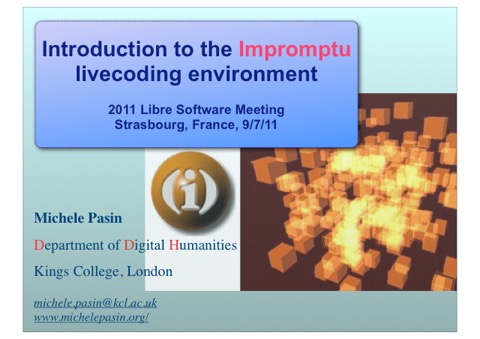 Introduction to the Impromptu
livecoding environment
2011 Libre Software Meeting
Strasbourg, France, 9/7/11
(i)
Michele Pasin
Department of Digital Humanities
Kings College, London
michele.pasin@kcl.ac.uk
www.michelepasin.org/